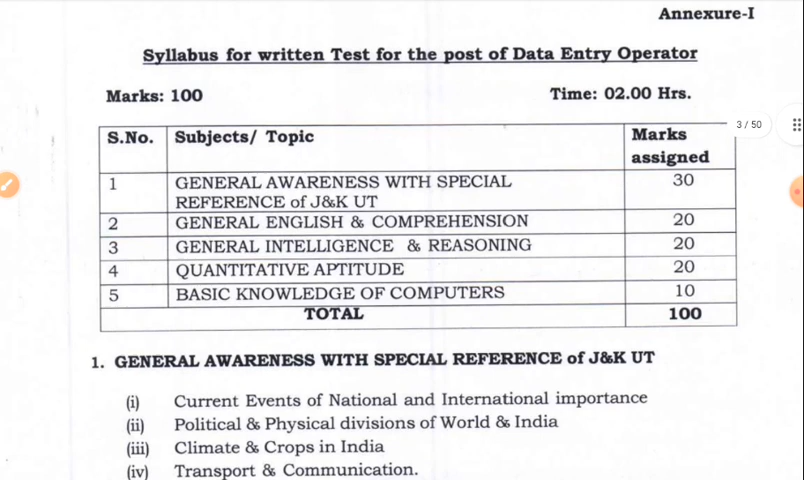 Annexure-I
Syllabus for written Test for the post of Data Entry Operator
Marks: 100 Time: 02.00 Hrs.
3 / 50
S.No. Subjects/ Topic Marks
assigned
1 GENERAL AWARENESS WITH SPECIAL 30
REFERENCE of J&K UT
2 GENERAL ENGLISH & COMPREHENSION 20
3 GENERAL INTELLIGENCE & REASONING 20
4 QUANTITATIVE APTITUDE 20
5 BASIC KNOWLEDGE OF COMPUTERS 10
TOTAL 100
1. GENERAL AWARENESS WITH SPECIAL REFERENCE of J&K UT
(i) Current Events of National and International importance
(ii) Political & Physical divisions of World & India
(iii) Climate & Crops in India
(iv) Transport & Communication.